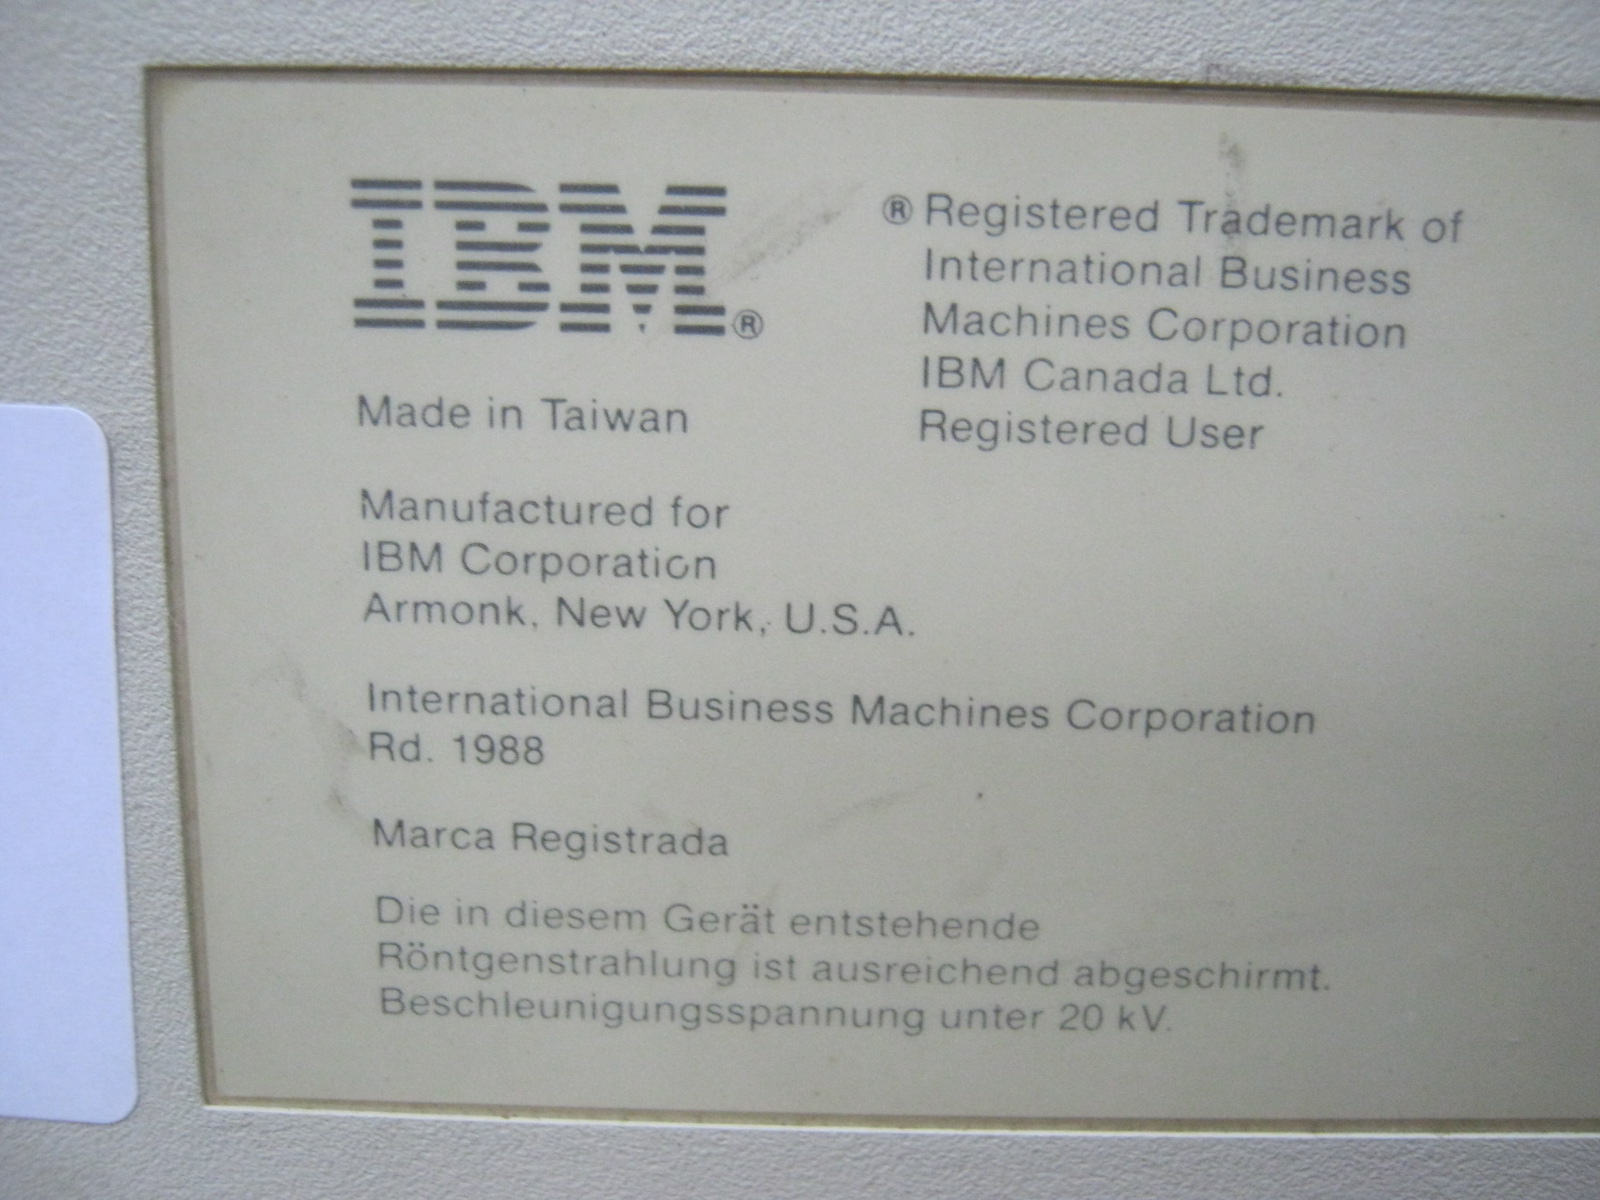 IBM®
Made in Taiwan
Manufactured for
IBM Corporation
Armonk, New York, U.S.A.
® Registered Trademark of
International Business
Machines Corporation
IBM Canada Ltd.
Registered User
International Business Machines Corporation
Rd. 1988
Marca Registrada
Die in diesem Gerät entstehende
Röntgenstrahlung ist ausreichend abgeschirmt.
Beschleunigungsspannung unter 20 kV.